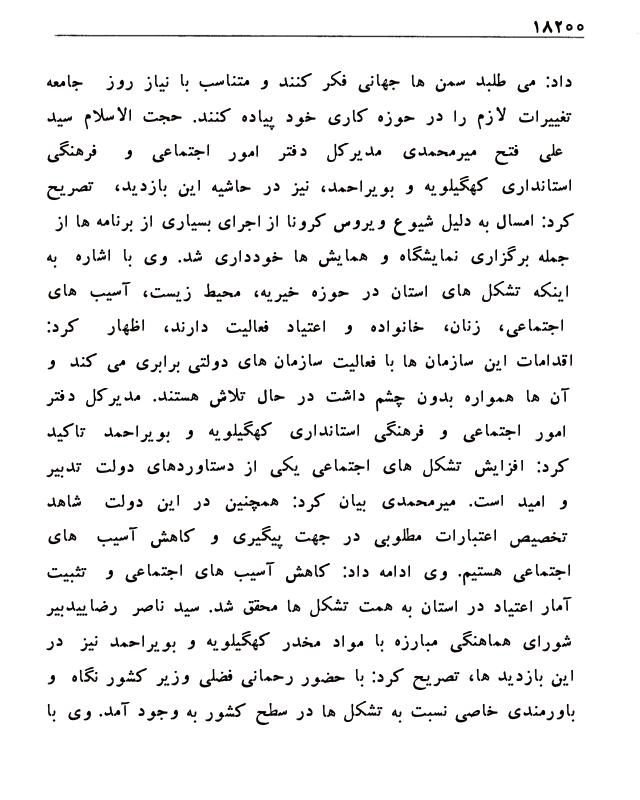 ۱۸۲۰۰
داد: می طلبد سمن ها جهانی فکر کنند و متناسب با نیاز روز جامعه
تغییرات لازم را در حوزه کاری خود پیاده کنند. حجت الاسلام سید
علی فتح میرمحمدی مدیرکل دفتر امور اجتماعی و فرهنگی
استانداری کهگیلویه و بویراحمد، نیز در حاشیه این بازدید، تصریح
کرد: امسال به دلیل شیوع ویروس کرونا از اجرای بسیاری از برنامه ها از
جمله برگزاری نمایشگاه و همایش ها خودداری شد. وی با اشاره به
اینکه تشکل های استان در حوزه خیریه، محیط زیست، آسیب های
اجتماعی، زنان، خانواده و اعتیاد فعالیت دارند، اظهار کرد:
اقدامات این سازمان ها با فعالیت سازمان های دولتی برابری می کند و
آن ها همواره بدون چشم داشت در حال تلاش هستند. مدیرکل دفتر
امور اجتماعی و فرهنگی استانداری کهگیلویه و بویراحمد تاکید
کرد: افزایش تشکل های اجتماعی یکی از دستاوردهای دولت تدبیر
و امید است. میرمحمدی بیان کرد: همچنین در این دولت شاهد
تخصیص اعتبارات مطلوبی در جهت پیگیری و کاهش آسیب های
اجتماعی هستیم. وی ادامه داد: کاهش آسیب های اجتماعی و تثبیت
آمار اعتیاد در استان به همت تشکل ها محقق شد. سید ناصر رضاییدبیر
شورای هماهنگی مبارزه با مواد مخدر کهگیلویه و بویراحمد نیز در
این بازدید ها، تصریح کرد: با حضور رحمانی فضلی وزیر کشور نگاه و
باورمندی خاصی نسبت به تشکل ها در سطح کشور به وجود آمد. وی با